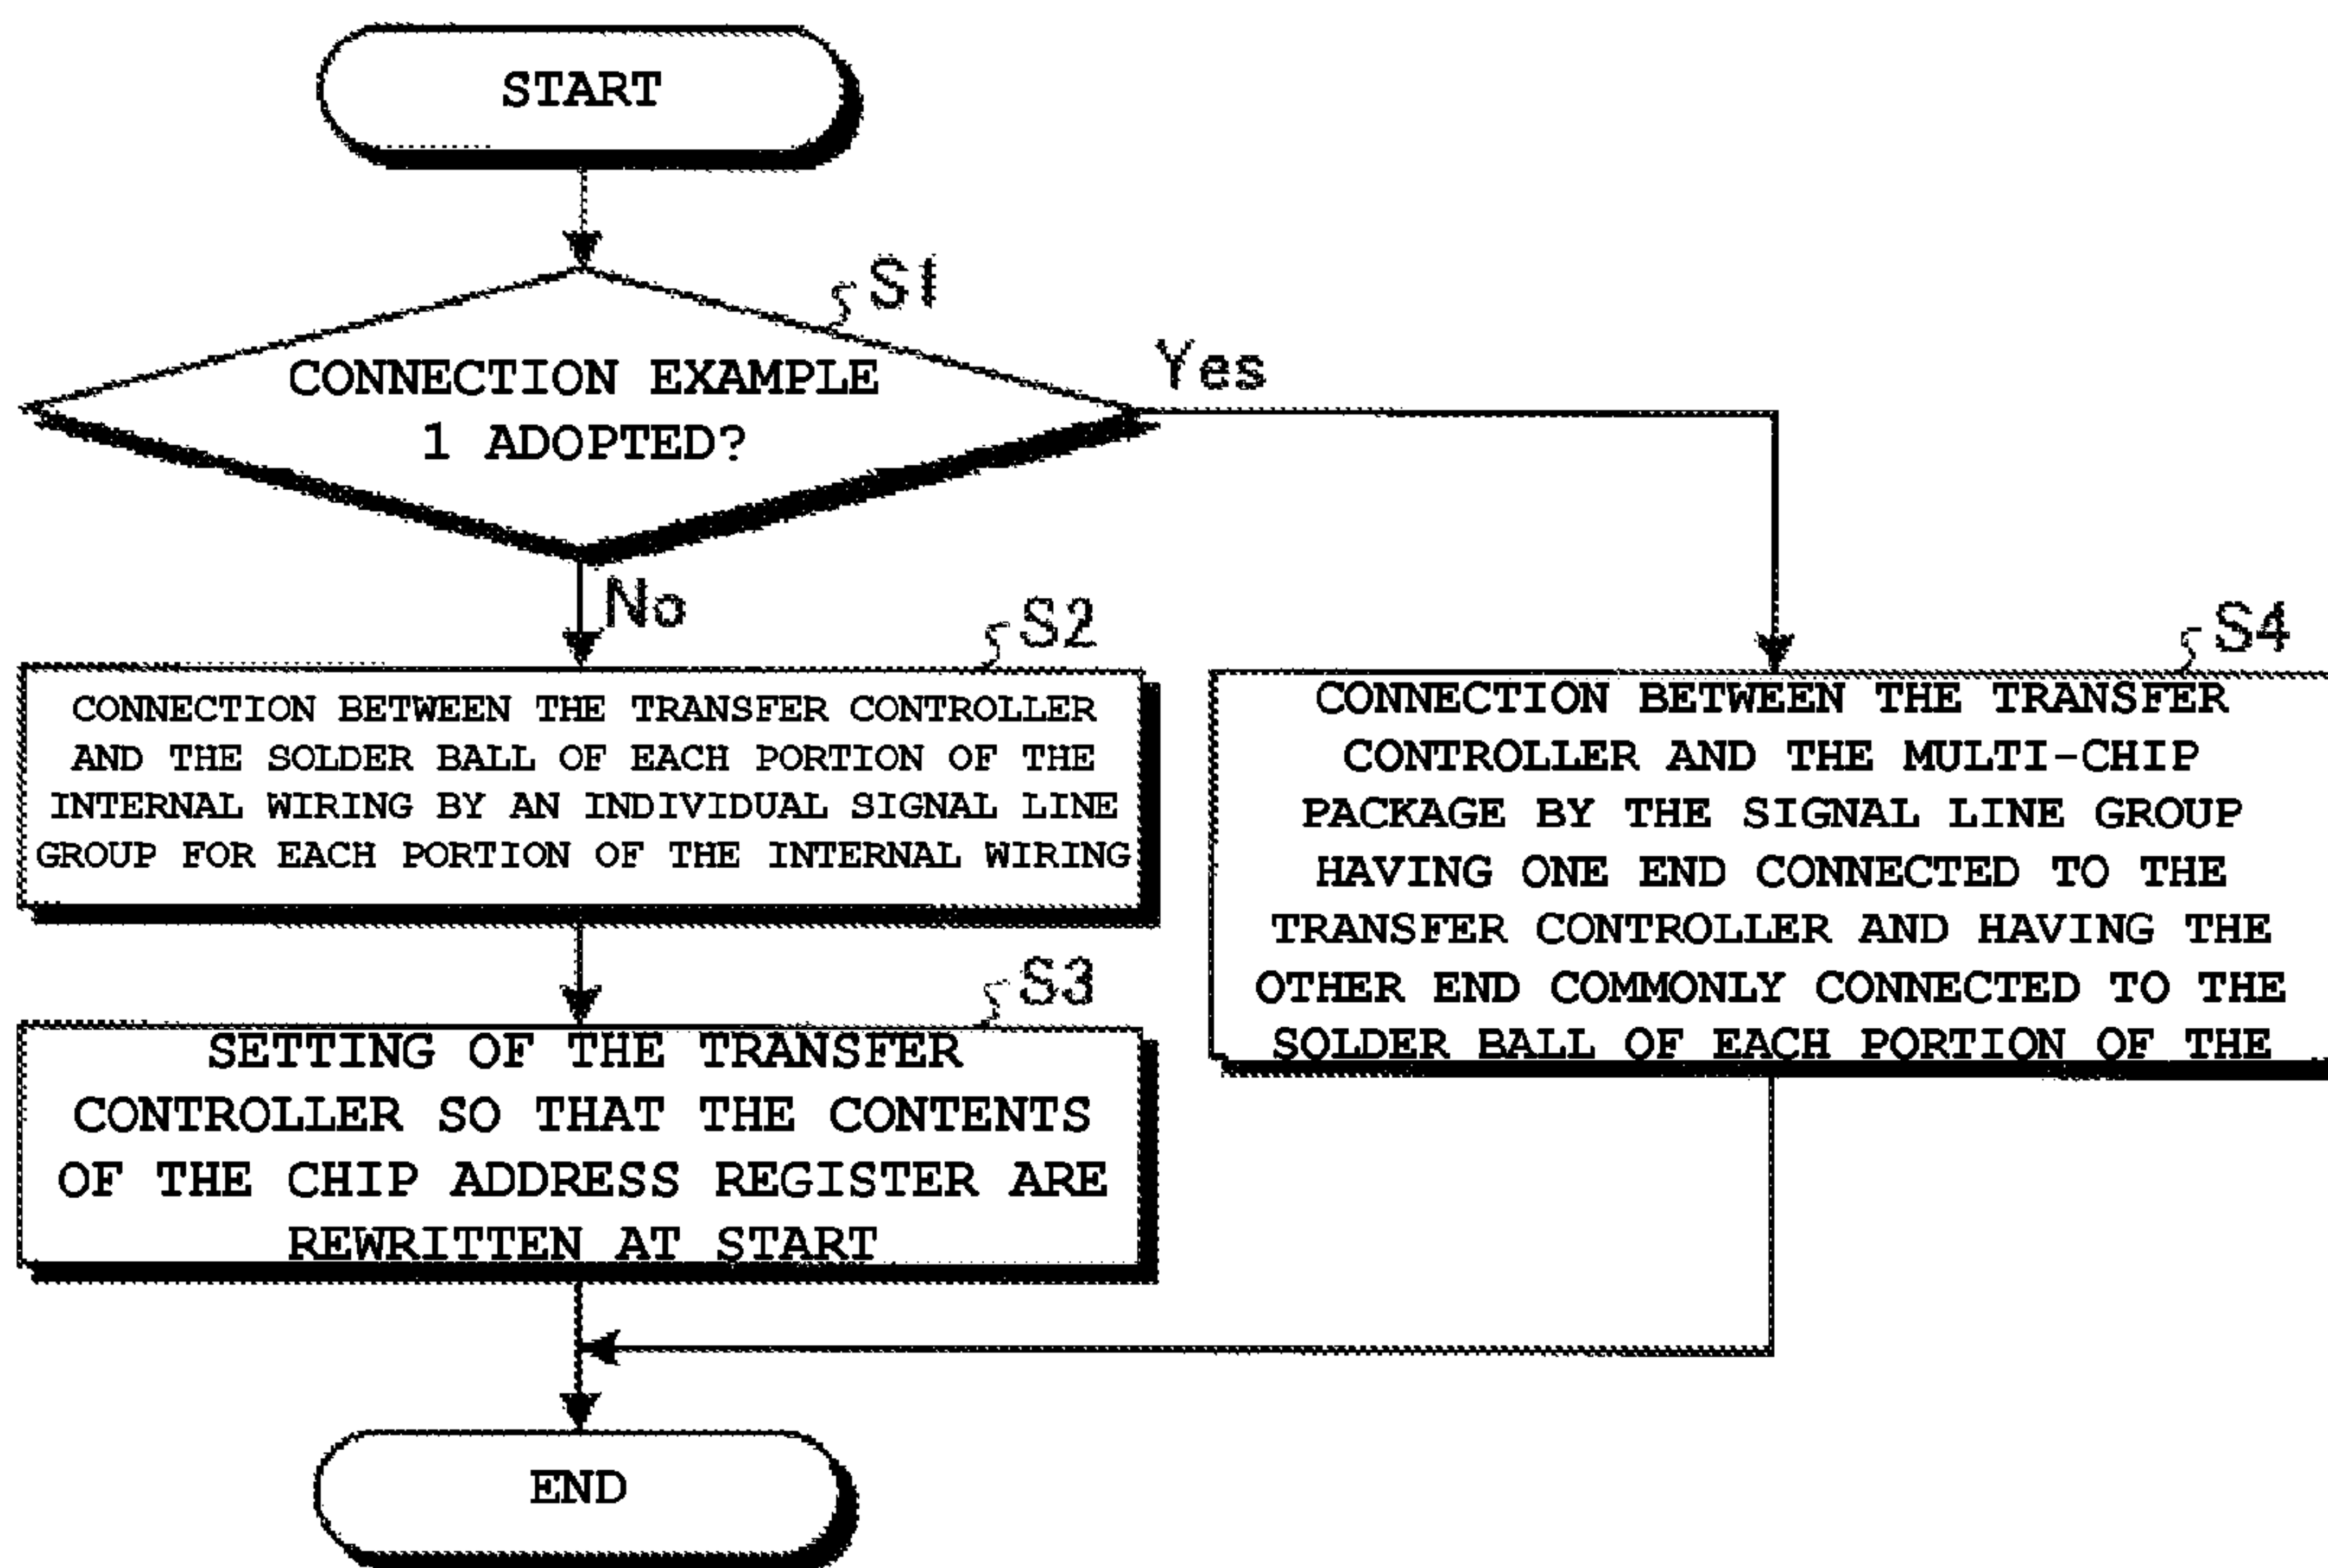 START
S1
CONNECTION EXAMPLE
1 ADOPTED?
Yes
No
S2
CONNECTION BETWEEN THE TRANSFER CONTROLLER
AND THE SOLDER BALL OF EACH PORTION OF THE
INTERNAL WIRING BY AN INDIVIDUAL SIGNAL LINE
GROUP FOR EACH PORTION OF THE INTERNAL WIRING
S3
SETTING OF THE TRANSFER
CONTROLLER SO THAT THE CONTENTS
OF THE CHIP ADDRESS REGISTER ARE
REWRITTEN AT START
S4
CONNECTION BETWEEN THE TRANSFER
CONTROLLER AND THE MULTI-CHIP
PACKAGE BY THE SIGNAL LINE GROUP
HAVING ONE END CONNECTED TO THE
TRANSFER CONTROLLER AND HAVING THE
OTHER END COMMONLY CONNECTED TO THE
SOLDER BALL OF EACH PORTION OF THE
END